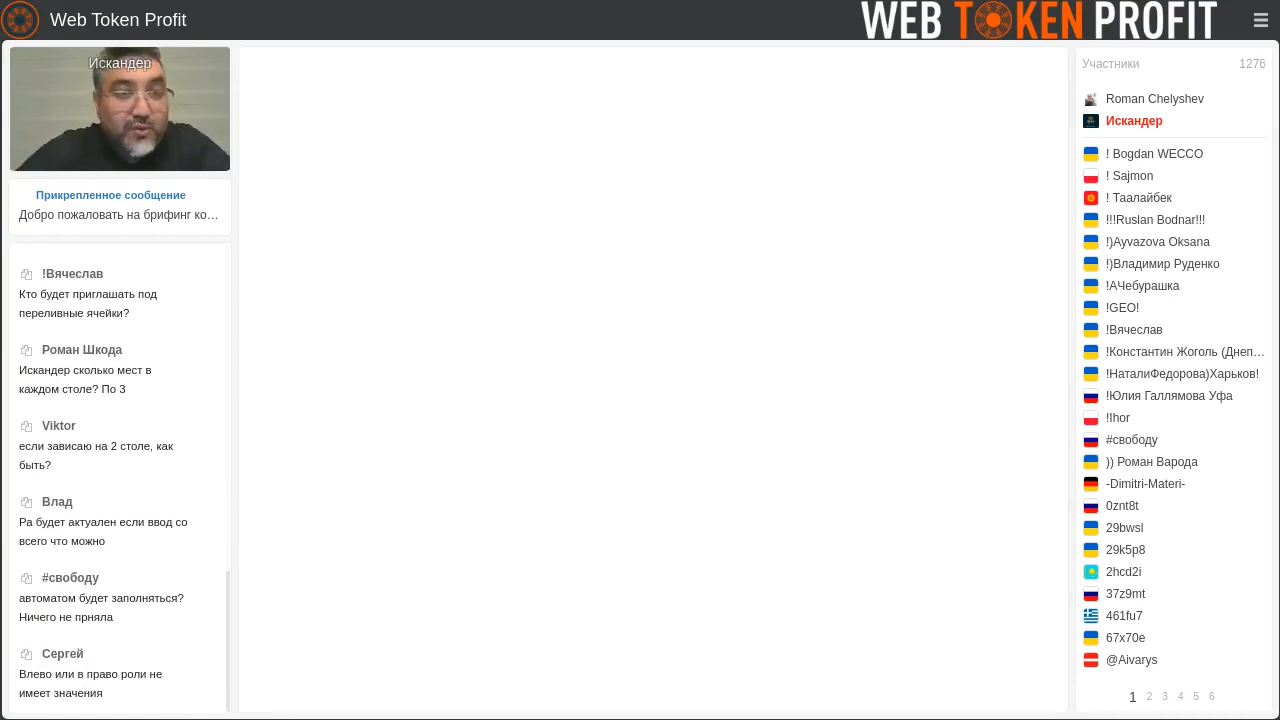 Web Token Profit
WEB TOKEN PROFIT
Искандер
Прикрепленное сообщение
Добро пожаловать на брифинг ко…
!Вячеслав
Кто будет приглашать под
переливные ячейки?
Роман Шкода
Искандер сколько мест в
каждом столе? По 3
Viktor
если зависаю на 2 столе, как
быть?
Влад
Ра будет актуален если ввод со
всего что можно
#свободу
автоматом будет заполняться?
Ничего не прняла
Сергей
Влево или в право роли не
имеет значения
Участники 1276
Roman Chelyshev
Искандер
! Bogdan WECCO
! Sajmon
! Таалайбек
!!!Ruslan Bodnar!!!
!)Ayvazova Oksana
!)Владимир Руденко
!АЧебурашка
!GEO!
!Вячеслав
!Константин Жоголь (Днеп…
!НаталиФедорова)Харьков!
!Юлия Галлямова Уфа
!Ihor
#свободу
)) Роман Варода
-Dimitri-Materi-
0znt8t
29bwsl
29k5p8
2hcd2i
37z9mt
461fu7
67x70e
@Aivarys
1 2 3 4 5 6